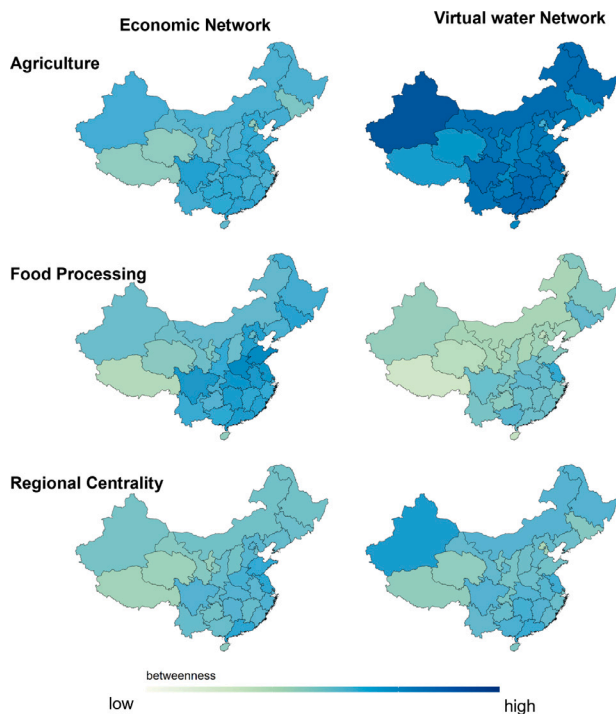 Economic Network
Virtual water Network
Agriculture
Food Processing
Regional Centrality
betweenness
low
high